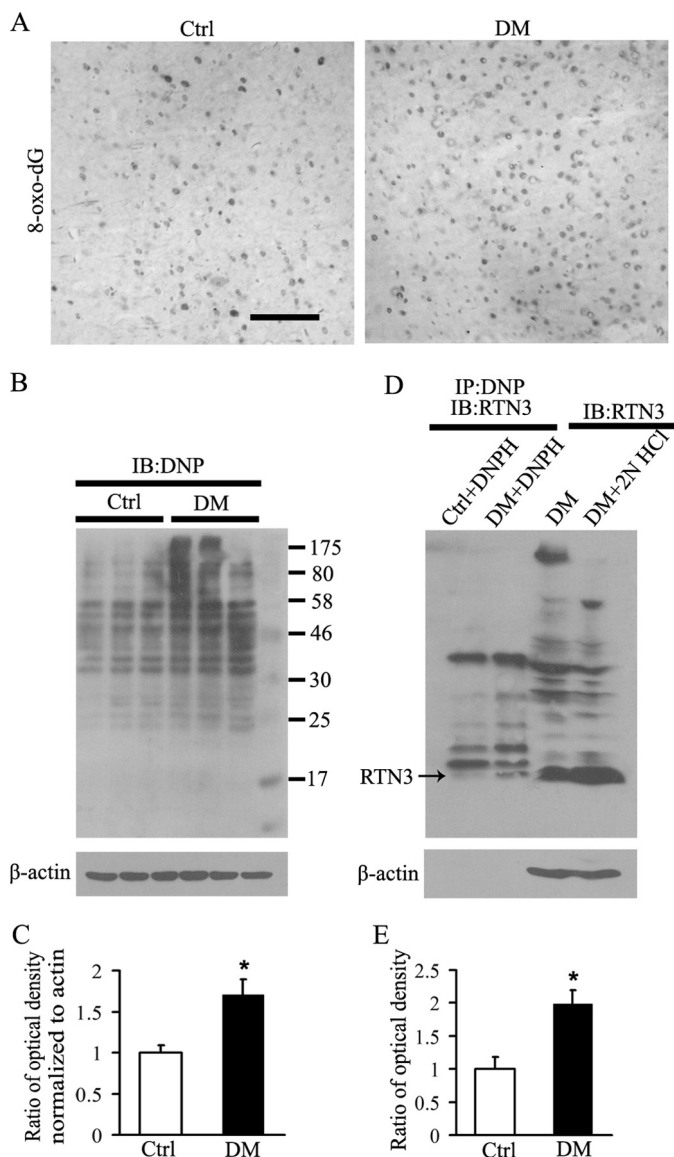 A
Ctrl
DM
8-oxo-dG
B
IB:DNP
Ctrl
DM
175
80
58
46
30
25
17
β-actin
C
Ratio of optical density
normalized to actin
2
1.5
1
0.5
0
Ctrl
DM
*
D
IP:DNP
IB:RTN3
IB:RTN3
Ctrl+DNPH
DM+DNPH
DM
DM+2N HCl
RTN3
β-actin
E
Ratio of optical density
2.5
2
1.5
1
0.5
0
Ctrl
DM
*